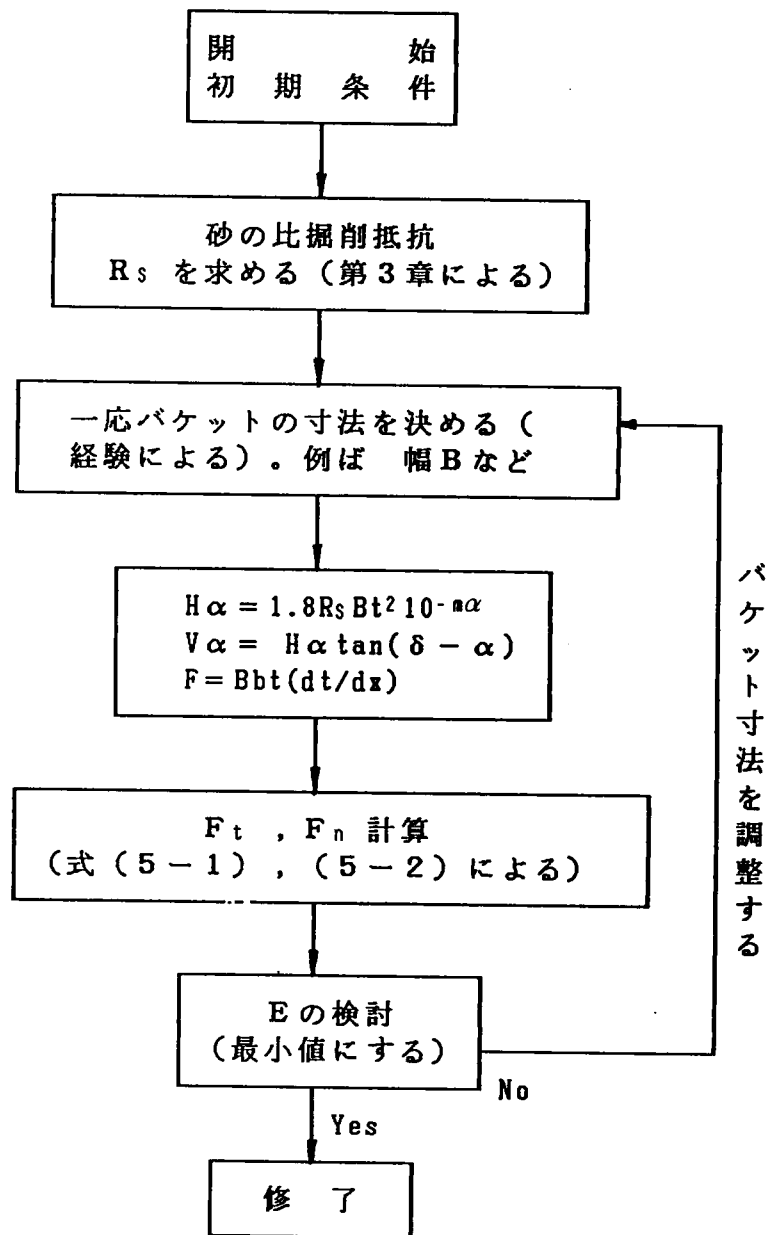 開始
初期条件
砂の比掘削抵抗
Rs を求める（第3章による）
一応バケットの寸法を決める（
経験による）。例ば 幅Bなど
Hα＝1.8RsBt²10⁻ᵐᵅ
Vα＝ Hαtan(δ－α)
F＝Bbt(dt/dx)
Ft ，Fn 計算
（式（5－1），（5－2）による）
Eの検討
（最小値にする）
No
Yes
修了
バケット寸法を調整する